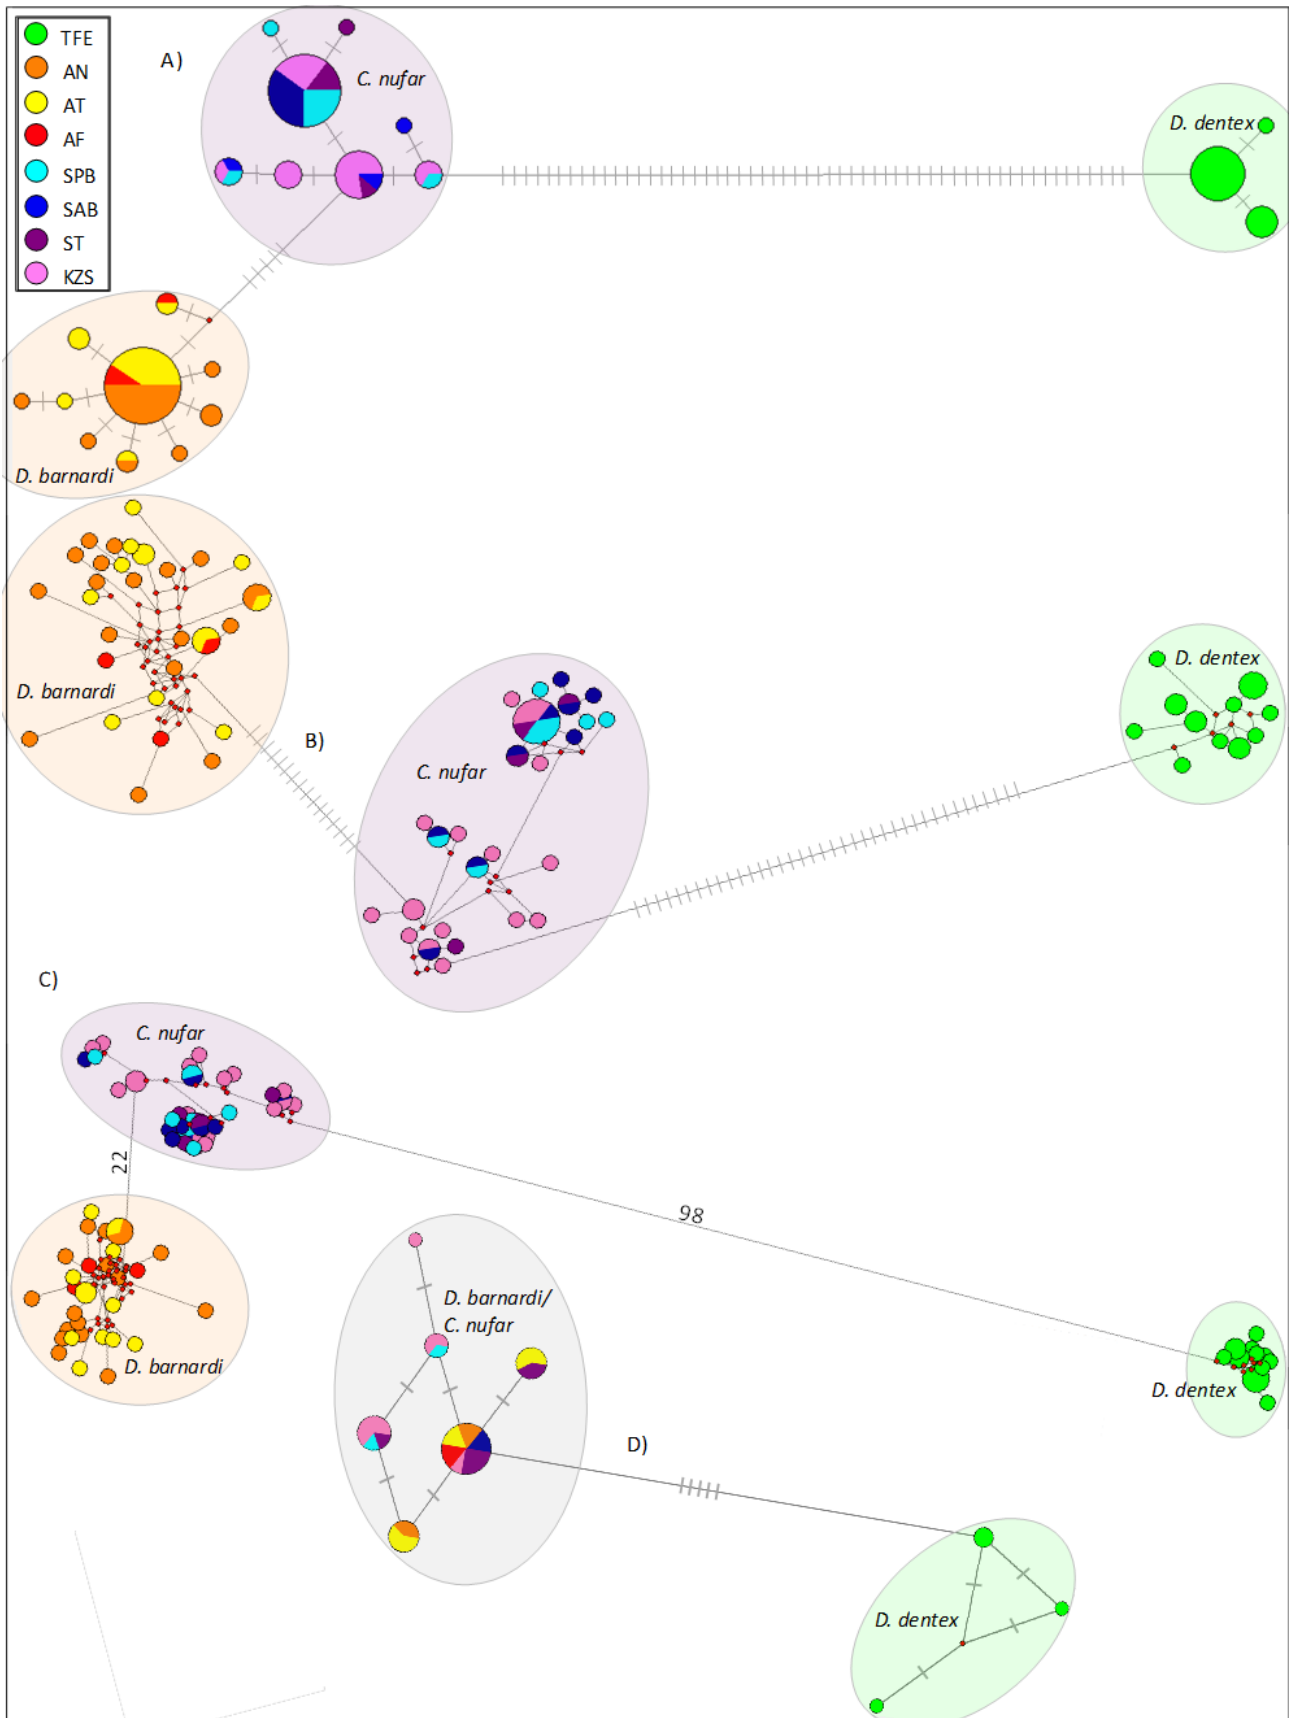 TFE
AN
AT
AF
SPB
SAB
ST
KZS
A)
C. nufar
D. dentex
D. barnardi
D. barnardi
B)
C. nufar
D. dentex
C)
C. nufar
22
98
D. barnardi
D. dentex
D. barnardi/
C. nufar
D)
D. dentex